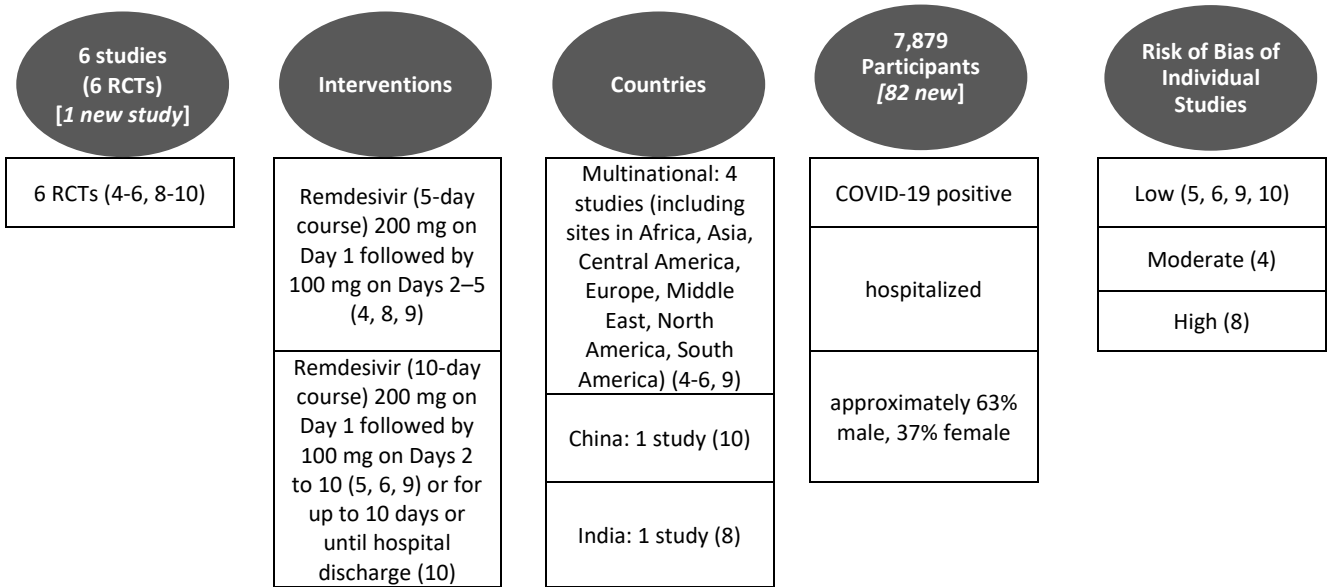 6 studies
(6 RCTs)
[1 new study]
6 RCTs (4-6, 8-10)
Interventions
Remdesivir (5-day
course) 200 mg on
Day 1 followed by
100 mg on Days 2–5
(4, 8, 9)
Remdesivir (10-day
course) 200 mg on
Day 1 followed by
100 mg on Days 2
to 10 (5, 6, 9) or for
up to 10 days or
until hospital
discharge (10)
Countries
Multinational: 4
studies (including
sites in Africa, Asia,
Central America,
Europe, Middle
East, North
America, South
America) (4-6, 9)
China: 1 study (10)
India: 1 study (8)
7,879
Participants
[82 new]
COVID-19 positive
hospitalized
approximately 63%
male, 37% female
Risk of Bias of
Individual
Studies
Low (5, 6, 9, 10)
Moderate (4)
High (8)